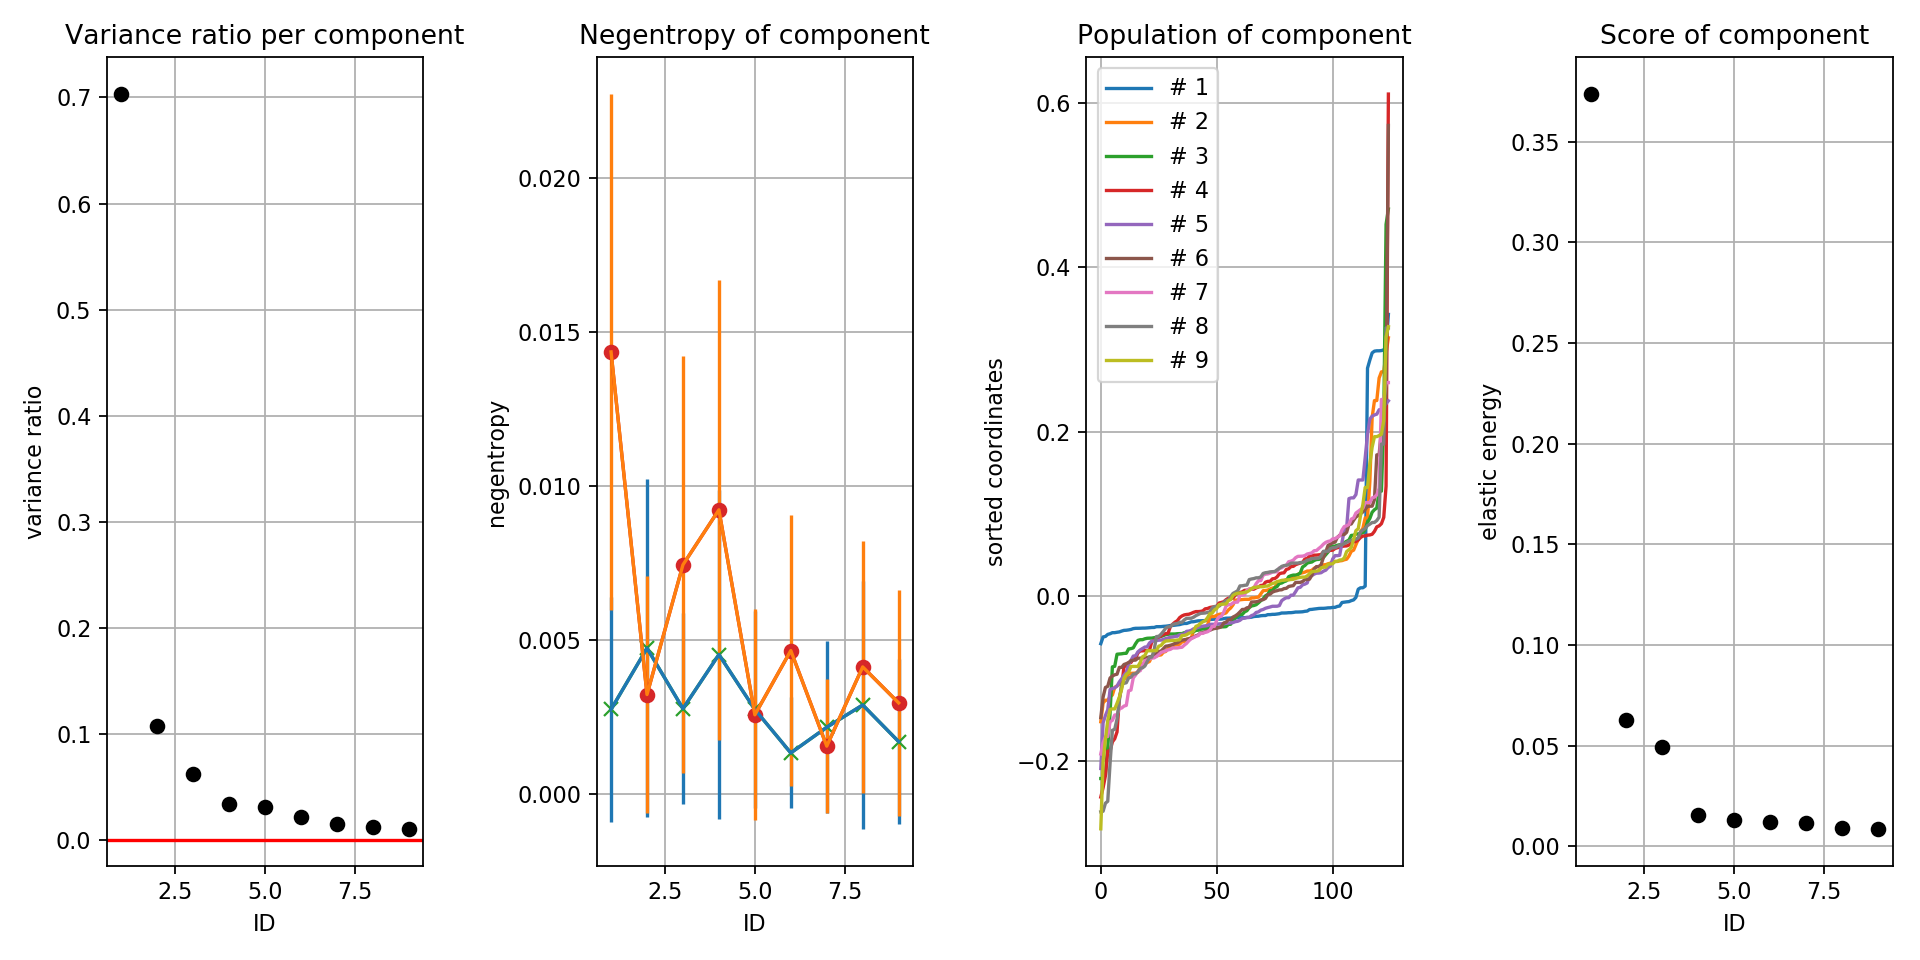 Variance ratio per component
variance ratio
0.7
0.6
0.5
0.4
0.3
0.2
0.1
0.0
2.5 5.0 7.5
ID
Negentropy of component
negentropy
0.020
0.015
0.010
0.005
0.000
2.5 5.0 7.5
ID
Population of component
sorted coordinates
0.6
0.4
0.2
0.0
−0.2
0 50 100
# 1
# 2
# 3
# 4
# 5
# 6
# 7
# 8
# 9
Score of component
elastic energy
0.35
0.30
0.25
0.20
0.15
0.10
0.05
0.00
2.5 5.0 7.5
ID